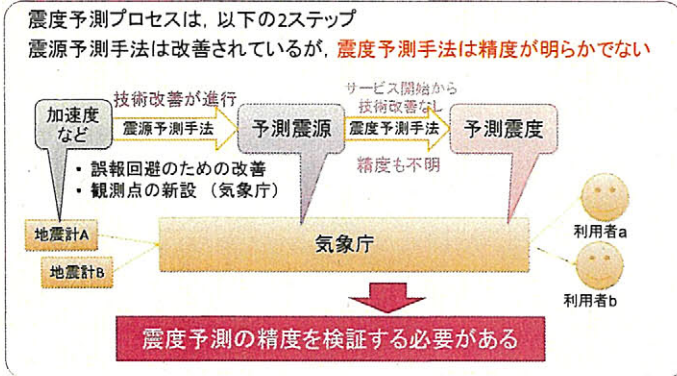 震度予測プロセスは，以下の2ステップ
震源予測手法は改善されているが，震度予測手法は精度が明らかでない
加速度
など
技術改善が進行
震源予測手法
予測震源
サービス開始から
技術改善なし
震度予測手法
精度も不明
予測震度
• 誤報回避のための改善
• 観測点の新設（気象庁）
地震計A
地震計B
気象庁
利用者a
利用者b
震度予測の精度を検証する必要がある